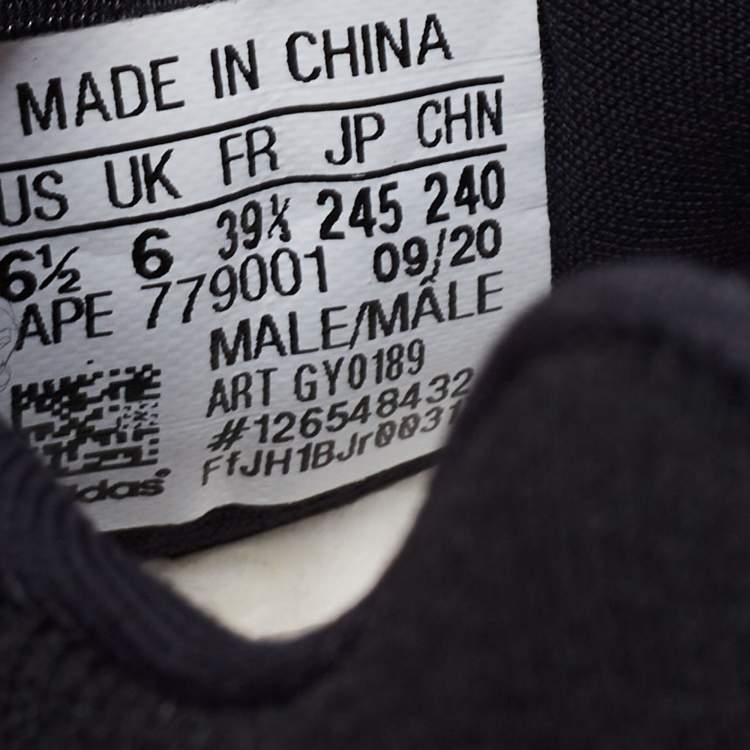 MADE IN CHINA
US UK FR JP CHN
6½ 6 39⅓ 245 240
APE 779001 09/20
MALE/MÂLE
ART GY0189
#126548432
FfJH1BJr0031
adidas